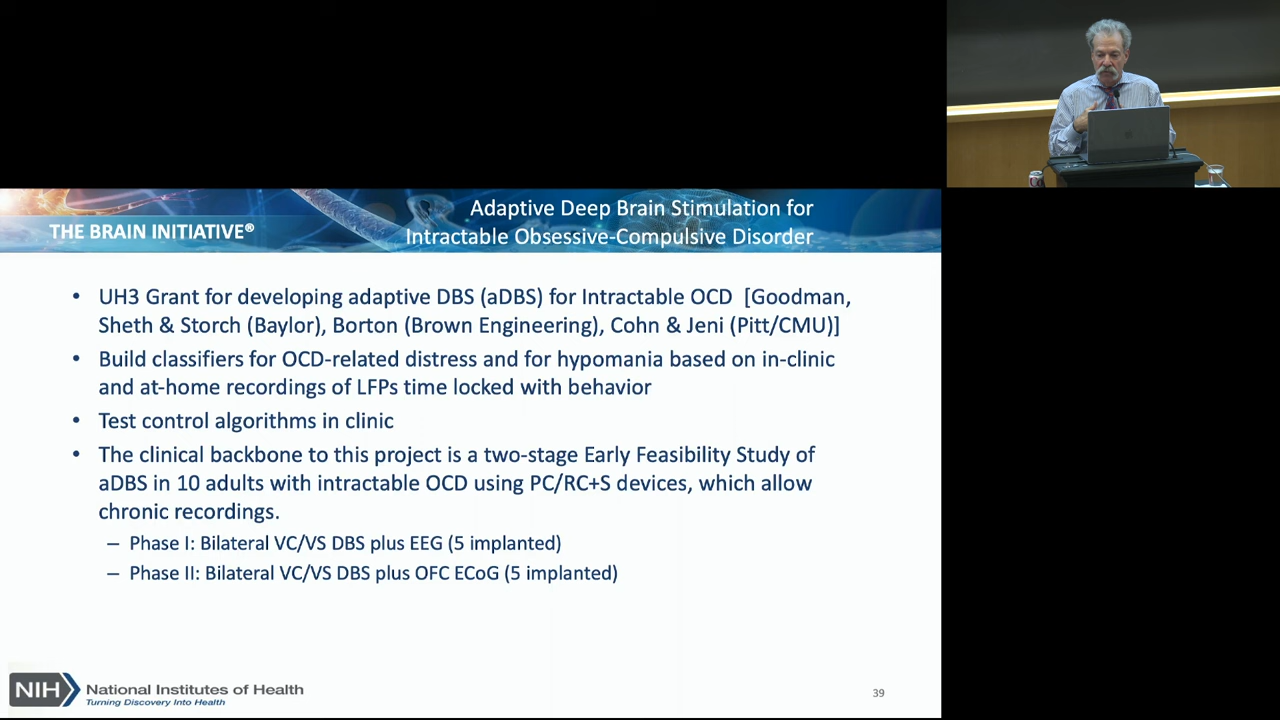 Adaptive Deep Brain Stimulation for
THE BRAIN INITIATIVE®
Intractable Obsessive-Compulsive Disorder
• UH3 Grant for developing adaptive DBS (aDBS) for Intractable OCD [Goodman,
Sheth & Storch (Baylor), Borton (Brown Engineering), Cohn & Jeni (Pitt/CMU)]
• Build classifiers for OCD-related distress and for hypomania based on in-clinic
and at-home recordings of LFPs time locked with behavior
• Test control algorithms in clinic
• The clinical backbone to this project is a two-stage Early Feasibility Study of
aDBS in 10 adults with intractable OCD using PC/RC+S devices, which allow
chronic recordings.
– Phase I: Bilateral VC/VS DBS plus EEG (5 implanted)
– Phase II: Bilateral VC/VS DBS plus OFC ECoG (5 implanted)
NIH National Institutes of Health
Turning Discovery Into Health
39